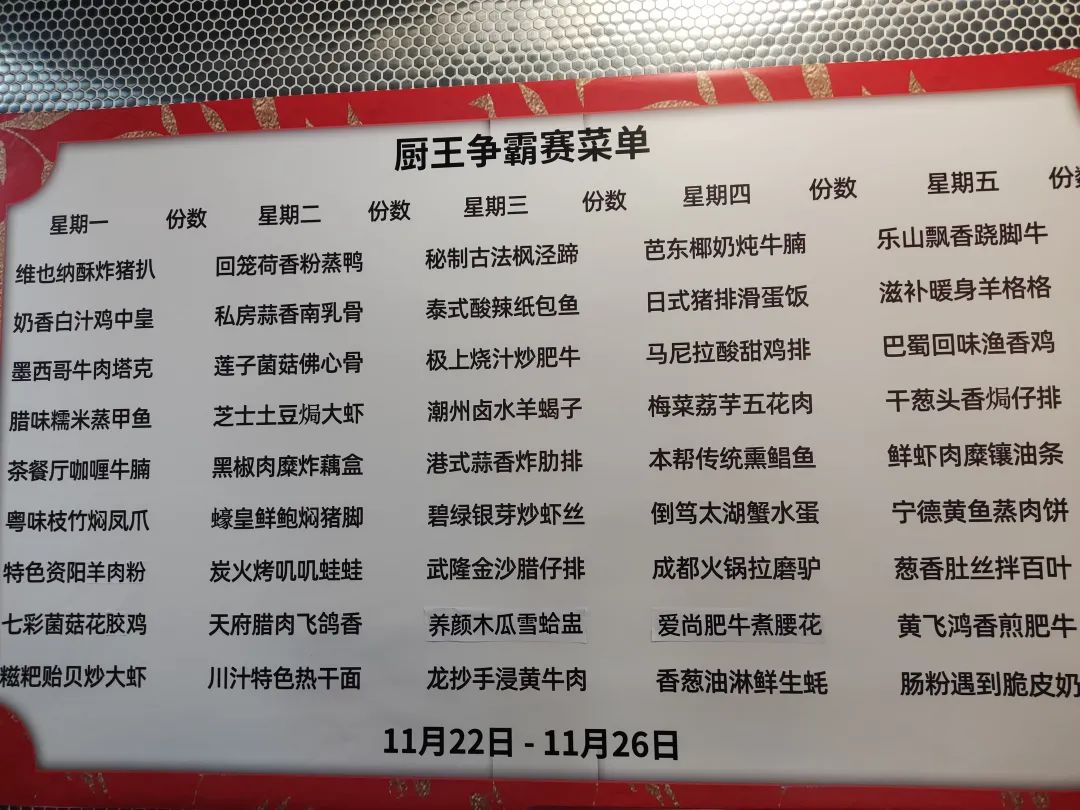 厨王争霸赛菜单
星期一 份数 星期二 份数 星期三 份数 星期四 份数 星期五 份数
维也纳酥炸猪扒 回笼荷香粉蒸鸭 秘制古法枫泾蹄 芭东椰奶炖牛腩 乐山飘香跷脚牛
奶香白汁鸡中皇 私房蒜香南乳骨 泰式酸辣纸包鱼 日式猪排滑蛋饭 滋补暖身羊格格
墨西哥牛肉塔克 莲子菌菇佛心骨 极上烧汁炒肥牛 马尼拉酸甜鸡排 巴蜀回味渔香鸡
腊味糯米蒸甲鱼 芝士土豆焗大虾 潮州卤水羊蝎子 梅菜荔芋五花肉 干葱头香焗仔排
茶餐厅咖喱牛腩 黑椒肉糜炸藕盒 港式蒜香炸肋排 本帮传统熏鲳鱼 鲜虾肉糜镶油条
粤味枝竹焖凤爪 蠔皇鲜鲍焖猪脚 碧绿银芽炒虾丝 倒笃太湖蟹水蛋 宁德黄鱼蒸肉饼
特色资阳羊肉粉 炭火烤叽叽蛙蛙 武隆金沙腊仔排 成都火锅拉磨驴 葱香肚丝拌百叶
七彩菌菇花胶鸡 天府腊肉飞鸽香 养颜木瓜雪蛤盅 爱尚肥牛煮腰花 黄飞鸿香煎肥牛
糍粑贻贝炒大虾 川汁特色热干面 龙抄手浸黄牛肉 香葱油淋鲜生蚝 肠粉遇到脆皮奶
11月22日 - 11月26日